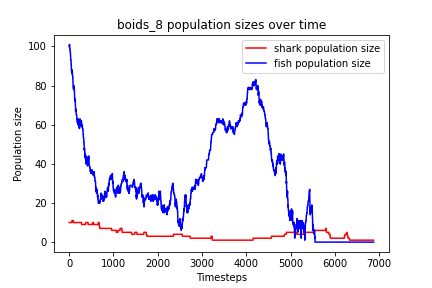 boids_8 population sizes over time
shark population size
fish population size
Population size
100
80
60
40
20
0
0 1000 2000 3000 4000 5000 6000 7000
Timesteps